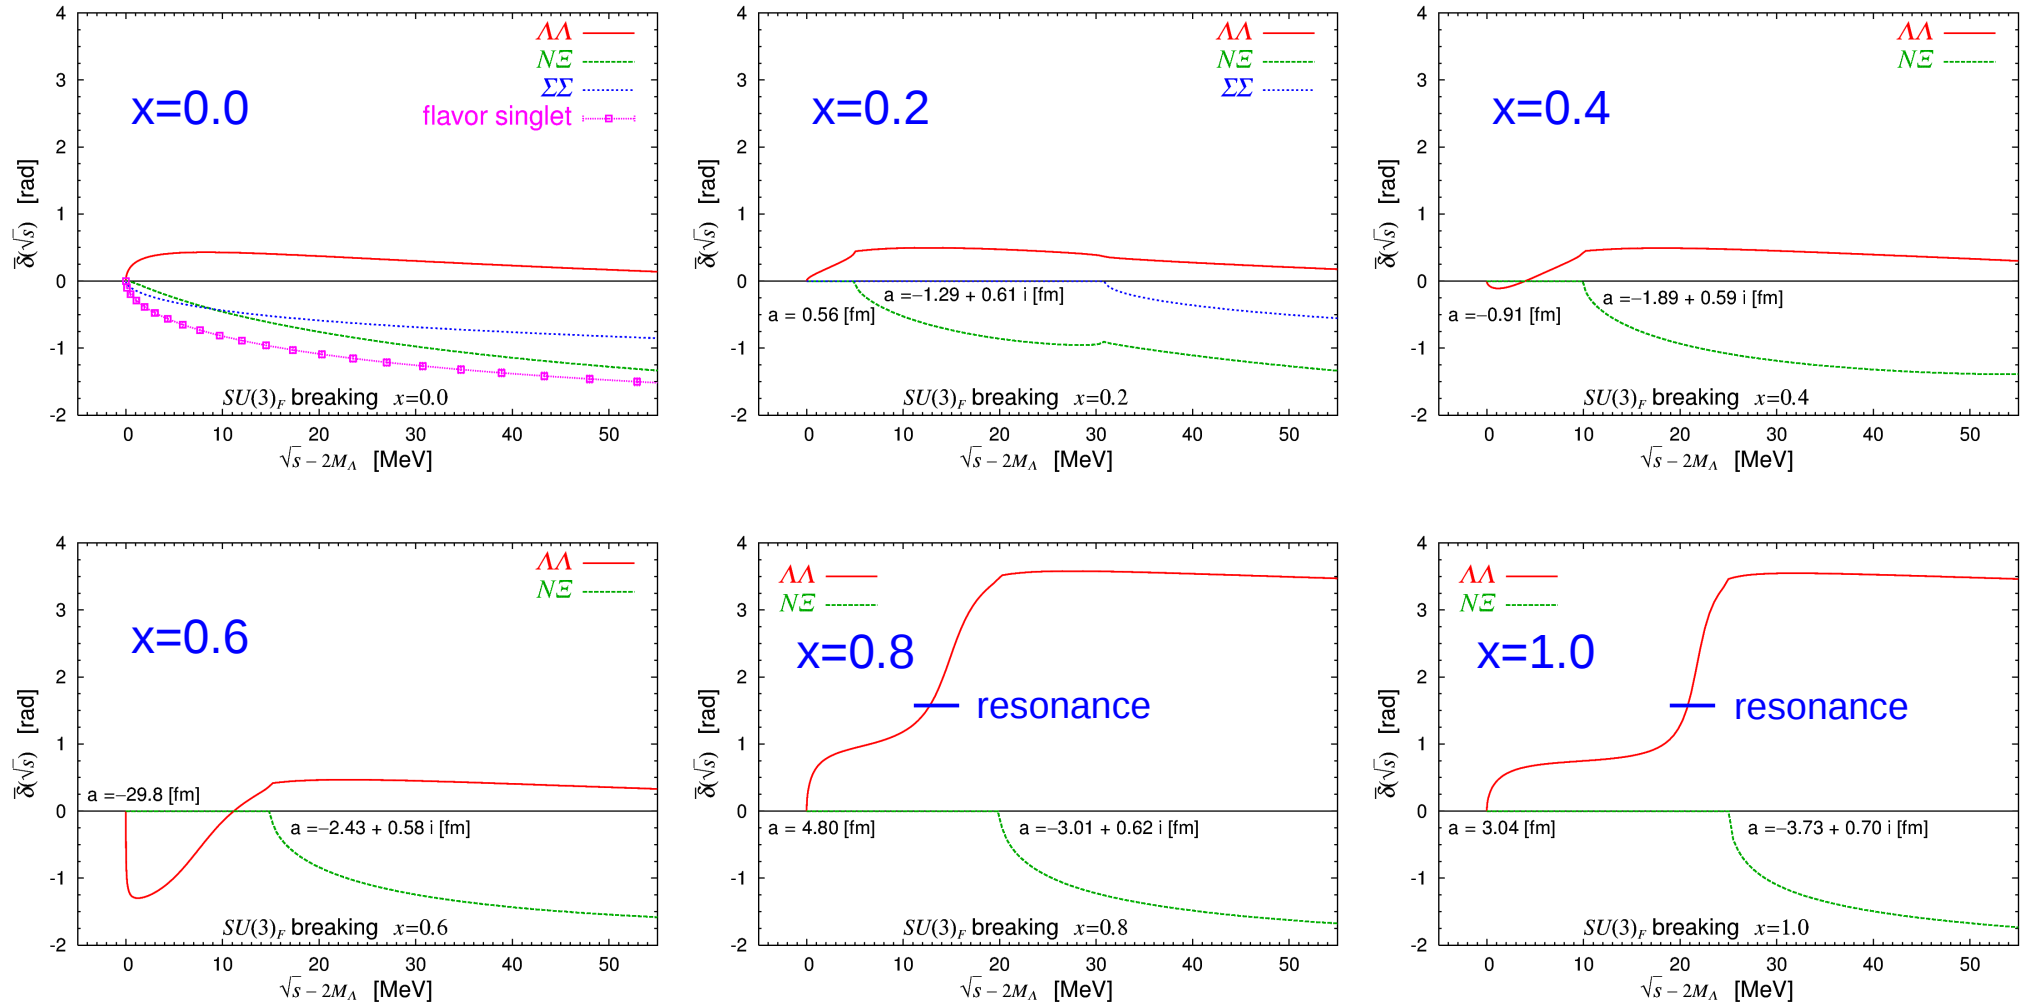 4
3
2
1
0
-1
-2
δ̅(√s) [rad]
ΛΛ
NΞ
ΣΣ
flavor singlet
x=0.0
SU(3)F breaking x=0.0
0 10 20 30 40 50
√s − 2MΛ [MeV]
4
3
2
1
0
-1
-2
δ̅(√s) [rad]
ΛΛ
NΞ
ΣΣ
x=0.2
a =−1.29 + 0.61 i [fm]
a = 0.56 [fm]
SU(3)F breaking x=0.2
0 10 20 30 40 50
√s − 2MΛ [MeV]
4
3
2
1
0
-1
-2
δ̅(√s) [rad]
ΛΛ
NΞ
x=0.4
a =−1.89 + 0.59 i [fm]
a =−0.91 [fm]
SU(3)F breaking x=0.4
0 10 20 30 40 50
√s − 2MΛ [MeV]
4
3
2
1
0
-1
-2
δ̅(√s) [rad]
ΛΛ
NΞ
x=0.6
a =−29.8 [fm]
a =−2.43 + 0.58 i [fm]
SU(3)F breaking x=0.6
0 10 20 30 40 50
√s − 2MΛ [MeV]
4
3
2
1
0
-1
-2
δ̅(√s) [rad]
ΛΛ
NΞ
x=0.8
resonance
a = 4.80 [fm]
a =−3.01 + 0.62 i [fm]
SU(3)F breaking x=0.8
0 10 20 30 40 50
√s − 2MΛ [MeV]
4
3
2
1
0
-1
-2
δ̅(√s) [rad]
ΛΛ
NΞ
x=1.0
resonance
a = 3.04 [fm]
a =−3.73 + 0.70 i [fm]
SU(3)F breaking x=1.0
0 10 20 30 40 50
√s − 2MΛ [MeV]